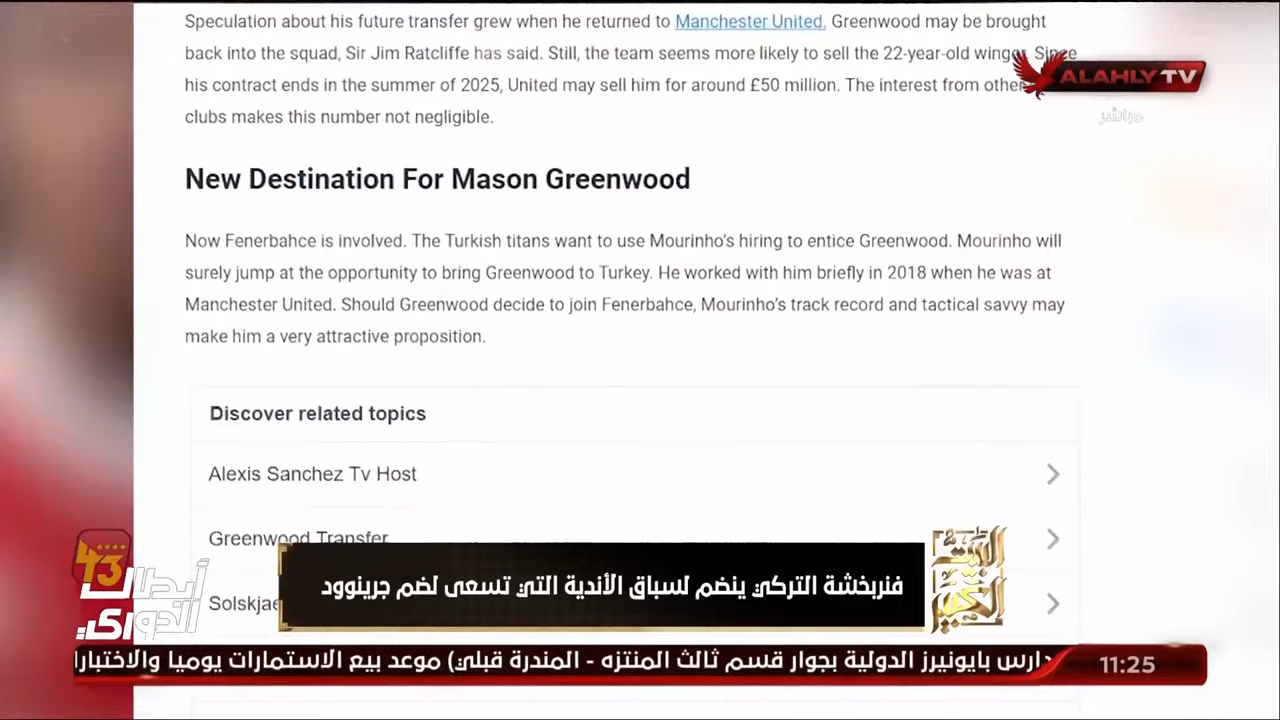 Speculation about his future transfer grew when he returned to Manchester United. Greenwood may be brought
back into the squad, Sir Jim Ratcliffe has said. Still, the team seems more likely to sell the 22-year-old winger. Since
his contract ends in the summer of 2025, United may sell him for around £50 million. The interest from other
clubs makes this number not negligible.
ALAHLY TV
مباشر
New Destination For Mason Greenwood
Now Fenerbahce is involved. The Turkish titans want to use Mourinho's hiring to entice Greenwood. Mourinho will
surely jump at the opportunity to bring Greenwood to Turkey. He worked with him briefly in 2018 when he was at
Manchester United. Should Greenwood decide to join Fenerbahce, Mourinho's track record and tactical savvy may
make him a very attractive proposition.
Discover related topics
Alexis Sanchez Tv Host
Greenwood Transfer
Solskjae
فنربخشة التركي ينضم لسباق الأندية التي تسعى لضم جرينوود
البيت الكبير
43
أبطال الدوري
دارس بايونيرز الدولية بجوار قسم ثالث المنتزه - المندرة قبلي) موعد بيع الاستمارات يوميا والاختبارا
11:25